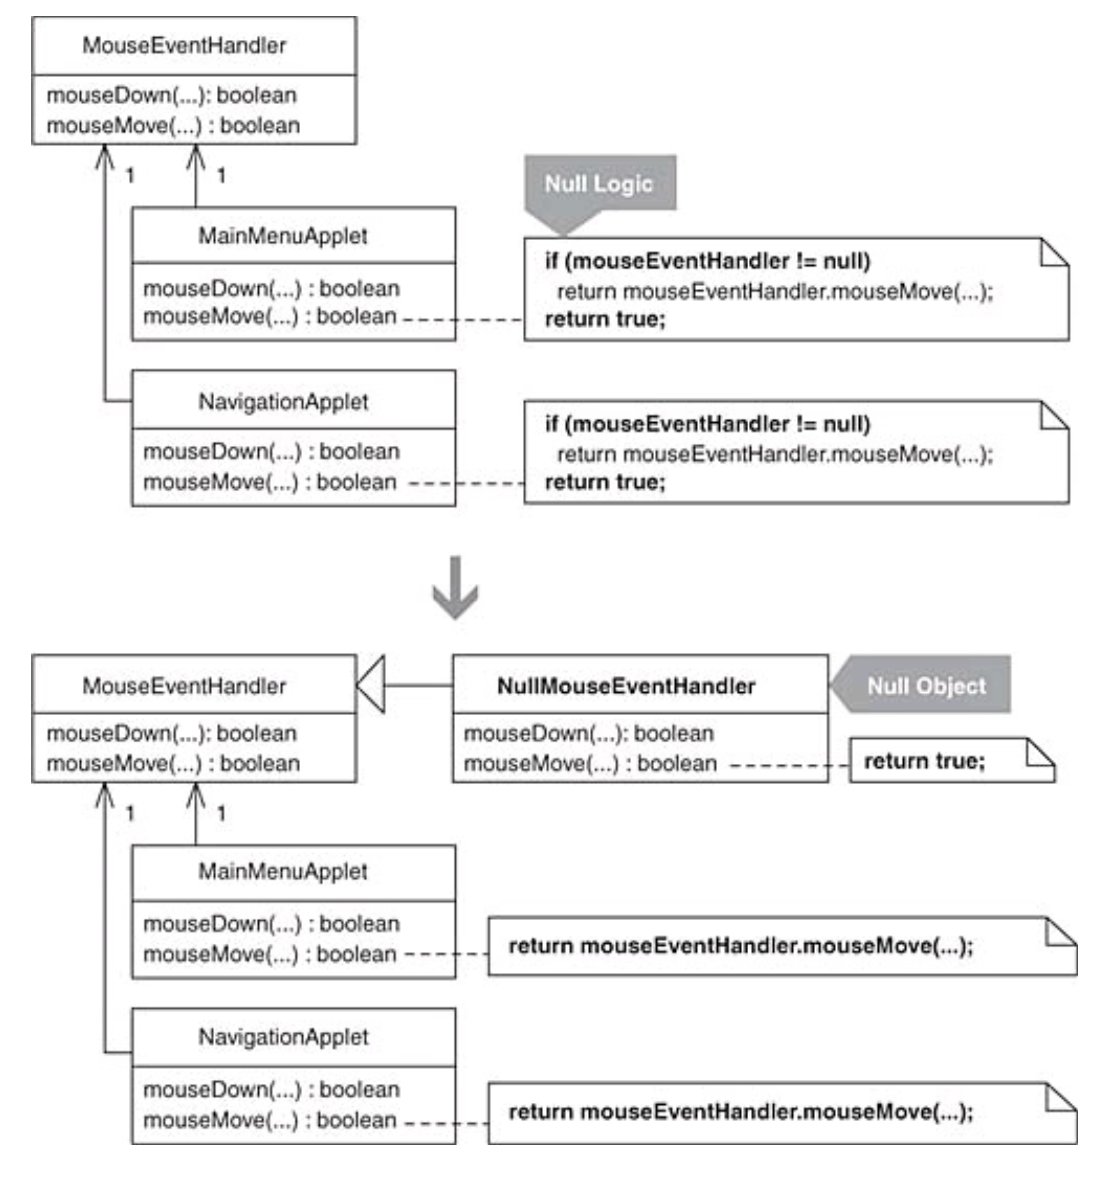 MouseEventHandler
mouseDown(...): boolean
mouseMove(...) : boolean
1
1
MainMenuApplet
mouseDown(...) : boolean
mouseMove(...) : boolean
Null Logic
if (mouseEventHandler != null)
return mouseEventHandler.mouseMove(...);
return true;
NavigationApplet
mouseDown(...) : boolean
mouseMove(...) : boolean
if (mouseEventHandler != null)
return mouseEventHandler.mouseMove(...);
return true;
MouseEventHandler
mouseDown(...): boolean
mouseMove(...) : boolean
NullMouseEventHandler
mouseDown(...): boolean
mouseMove(...) : boolean
Null Object
return true;
1
1
MainMenuApplet
mouseDown(...) : boolean
mouseMove(...) : boolean
return mouseEventHandler.mouseMove(...);
NavigationApplet
mouseDown(...) : boolean
mouseMove(...) : boolean
return mouseEventHandler.mouseMove(...);